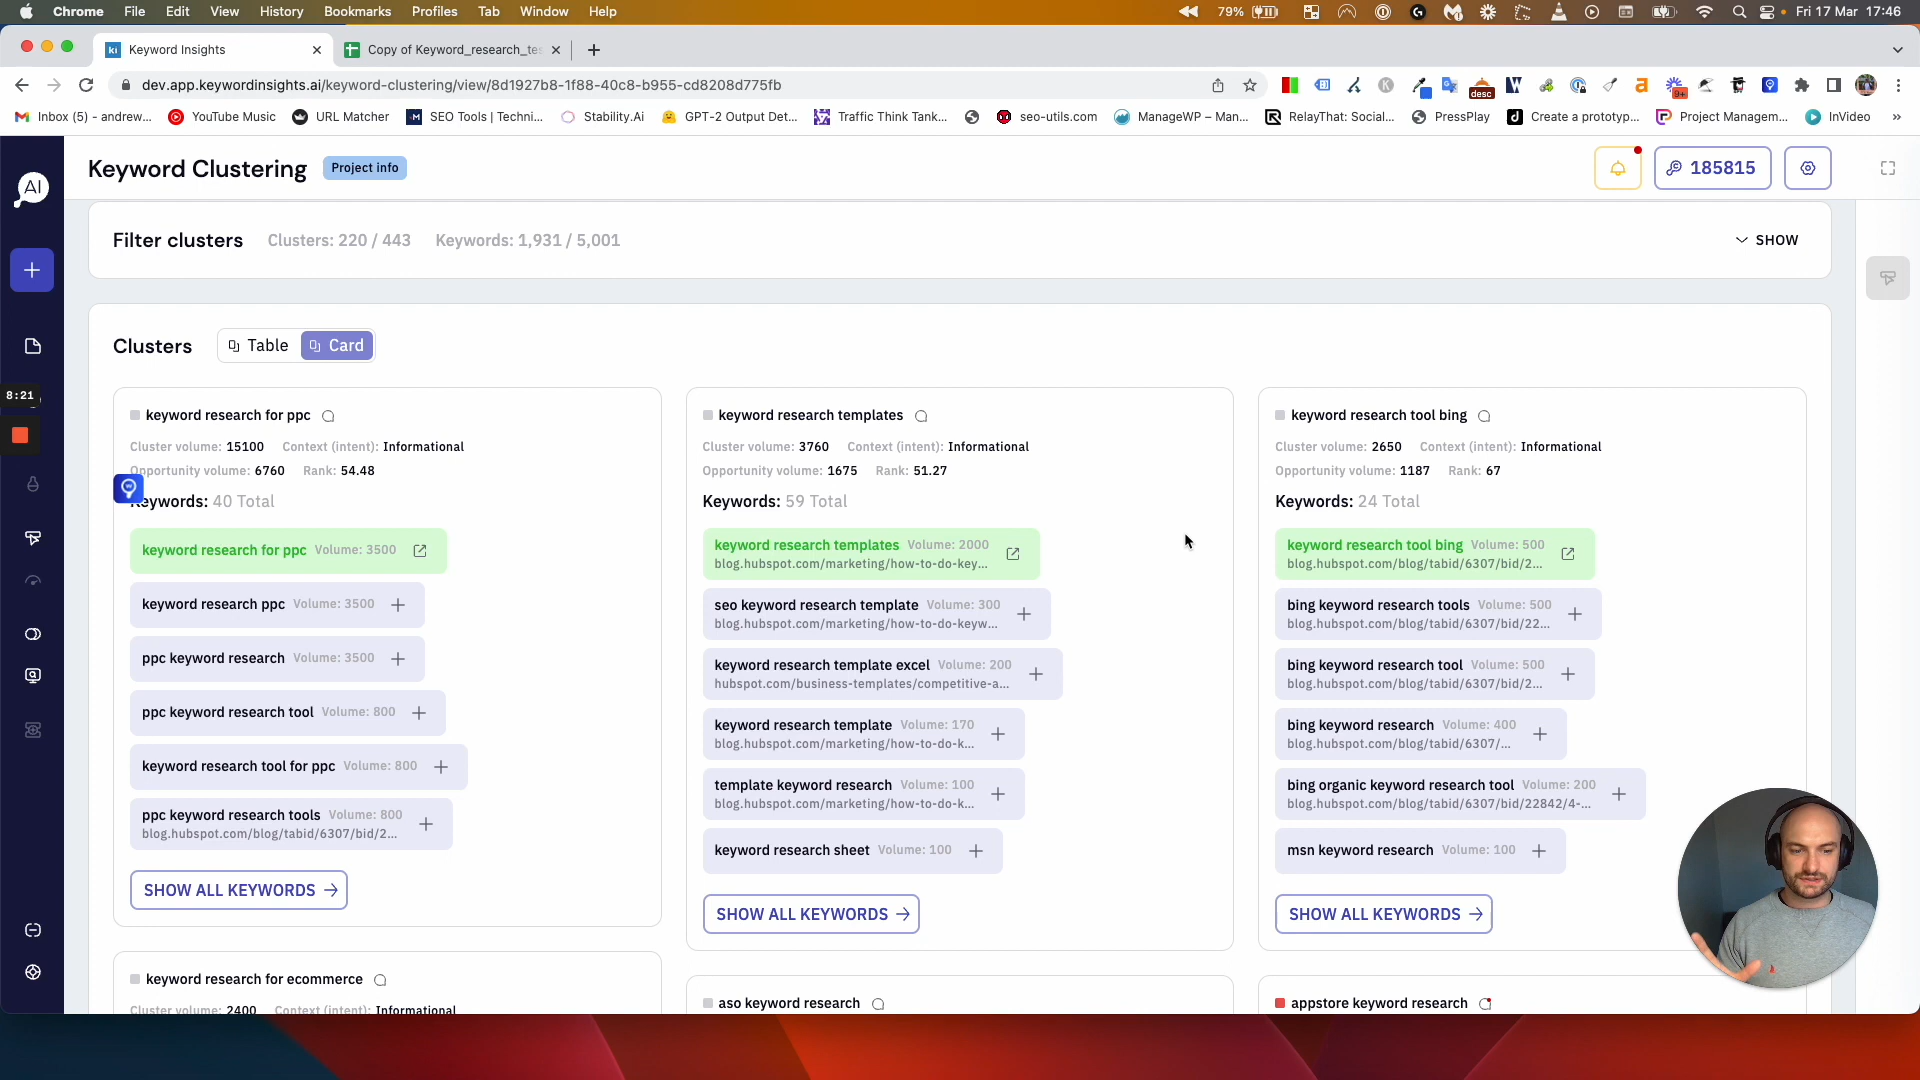 Chrome File Edit View History Bookmarks Profiles Tab Window Help 79% Fri 17 Mar 17:46
ki Keyword Insights Copy of Keyword_research_tes
dev.app.keywordinsights.ai/keyword-clustering/view/8d1927b8-1f88-40c8-b955-cd8208d775fb desc 9+
Inbox (5) - andrew... YouTube Music URL Matcher SEO Tools | Techni... Stability.Ai GPT-2 Output Det... Traffic Think Tank... seo-utils.com ManageWP – Man... RelayThat: Social... PressPlay Create a prototyp... Project Managem... InVideo »
AI
Keyword Clustering Project info 185815
Filter clusters Clusters: 220 / 443 Keywords: 1,931 / 5,001 SHOW
Clusters Table Card
8:21
keyword research for ppc
Cluster volume: 15100 Context (intent): Informational
Opportunity volume: 6760 Rank: 54.48
Keywords: 40 Total
keyword research for ppc Volume: 3500
keyword research ppc Volume: 3500
ppc keyword research Volume: 3500
ppc keyword research tool Volume: 800
keyword research tool for ppc Volume: 800
ppc keyword research tools Volume: 800
blog.hubspot.com/blog/tabid/6307/bid/2...
SHOW ALL KEYWORDS
keyword research templates
Cluster volume: 3760 Context (intent): Informational
Opportunity volume: 1675 Rank: 51.27
Keywords: 59 Total
keyword research templates Volume: 2000
blog.hubspot.com/marketing/how-to-do-key...
seo keyword research template Volume: 300
blog.hubspot.com/marketing/how-to-do-keyw...
keyword research template excel Volume: 200
hubspot.com/business-templates/competitive-a...
keyword research template Volume: 170
blog.hubspot.com/marketing/how-to-do-k...
template keyword research Volume: 100
blog.hubspot.com/marketing/how-to-do-k...
keyword research sheet Volume: 100
SHOW ALL KEYWORDS
keyword research tool bing
Cluster volume: 2650 Context (intent): Informational
Opportunity volume: 1187 Rank: 67
Keywords: 24 Total
keyword research tool bing Volume: 500
blog.hubspot.com/blog/tabid/6307/bid/2...
bing keyword research tools Volume: 500
blog.hubspot.com/blog/tabid/6307/bid/22...
bing keyword research tool Volume: 500
blog.hubspot.com/blog/tabid/6307/bid/2...
bing keyword research Volume: 400
blog.hubspot.com/blog/tabid/6307/...
bing organic keyword research tool Volume: 200
blog.hubspot.com/blog/tabid/6307/bid/22842/4-...
msn keyword research Volume: 100
SHOW ALL KEYWORDS
keyword research for ecommerce
Cluster volume: 2400 Context (intent): Informational
aso keyword research
appstore keyword research